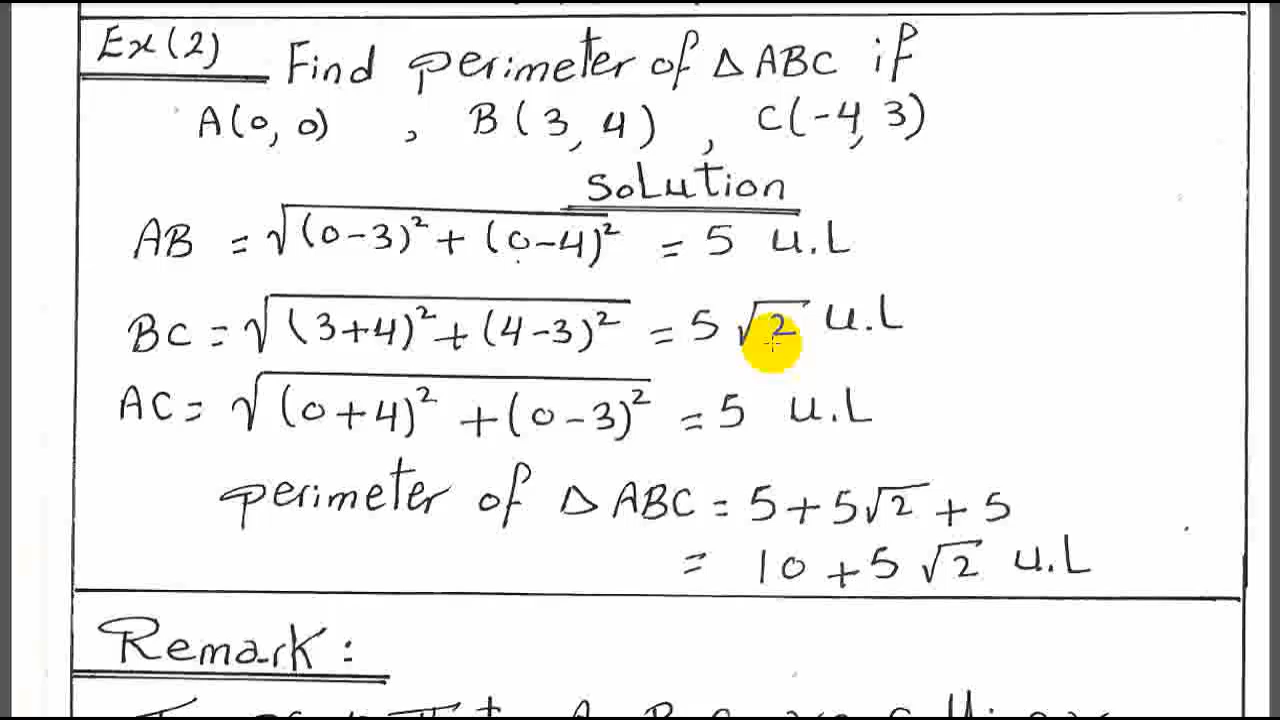 Ex(2) Find perimeter of △ABC if
A(0, 0) , B(3, 4) , C(-4, 3)
Solution
AB = √(0-3)² + (0-4)² = 5 u.L
BC = √(3+4)² + (4-3)² = 5√2 u.L
AC = √(0+4)² + (0-3)² = 5 u.L
perimeter of △ABC = 5 + 5√2 + 5
= 10 + 5√2 u.L
Remark: